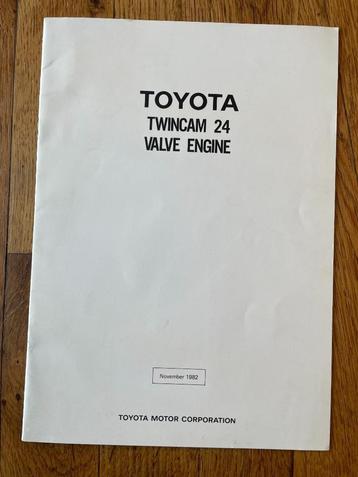 TOYOTA
TWINCAM 24
VALVE ENGINE
November 1982
TOYOTA MOTOR CORPORATION